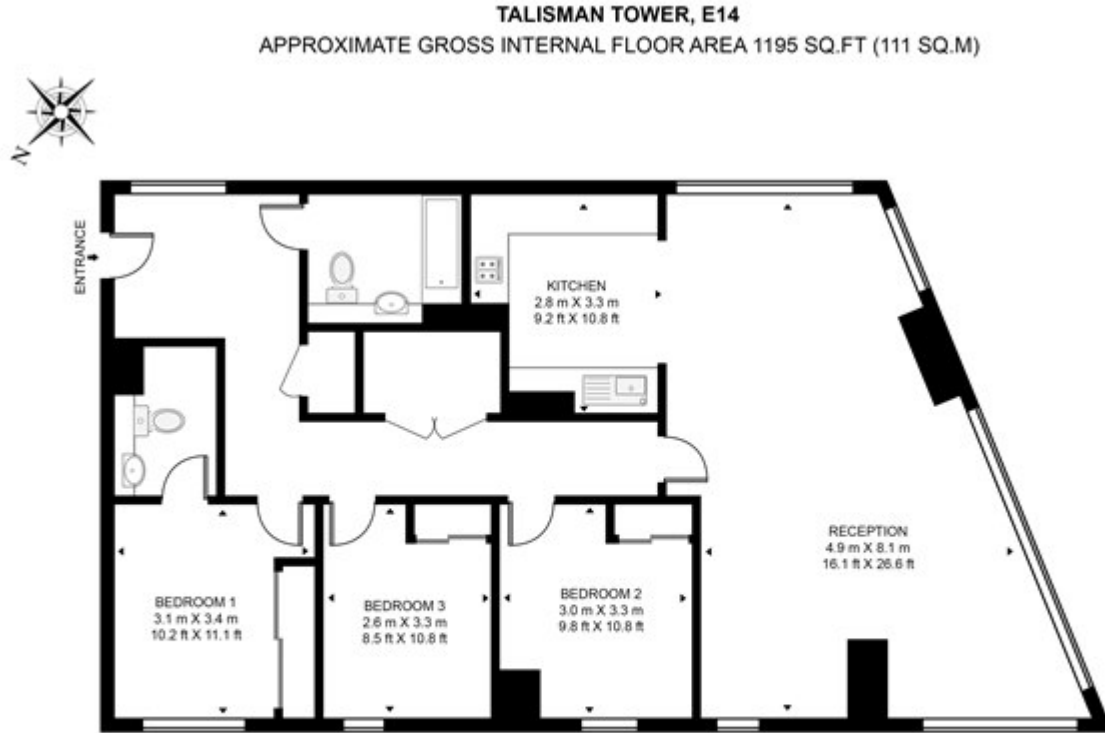 TALISMAN TOWER, E14
APPROXIMATE GROSS INTERNAL FLOOR AREA 1195 SQ.FT (111 SQ.M)
N
ENTRANCE
KITCHEN
2.8 m X 3.3 m
9.2 ft X 10.8 ft
RECEPTION
4.9 m X 8.1 m
16.1 ft X 26.6 ft
BEDROOM 1
3.1 m X 3.4 m
10.2 ft X 11.1 ft
BEDROOM 3
2.6 m X 3.3 m
8.5 ft X 10.8 ft
BEDROOM 2
3.0 m X 3.3 m
9.8 ft X 10.8 ft